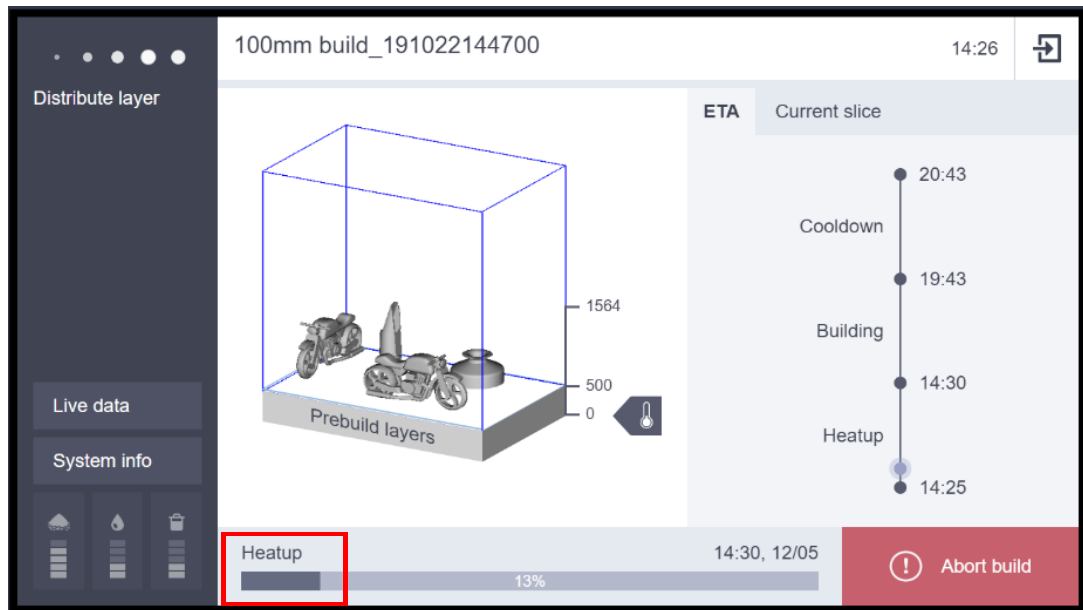 100mm build_191022144700
14:26
Distribute layer
ETA
Current slice
20:43
Cooldown
19:43
1564
Building
500
14:30
Live data
0
Prebuild layers
Heatup
System info
14:25
Heatup
14:30, 12/05
13%
Abort build